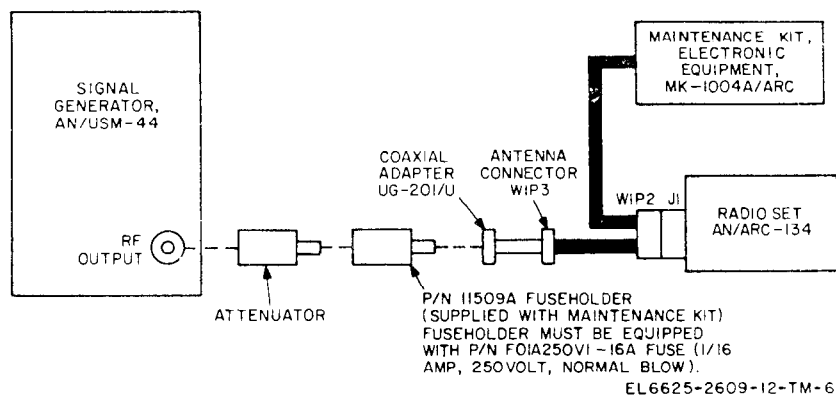 SIGNAL
GENERATOR,
AN/USM-44
RF
OUTPUT
ATTENUATOR
COAXIAL
ADAPTER
UG-201/U
ANTENNA
CONNECTOR
W1P3
MAINTENANCE KIT,
ELECTRONIC
EQUIPMENT,
MK-1004A/ARC
W1P2 J1
RADIO SET
AN/ARC-134
P/N 11509A FUSEHOLDER
(SUPPLIED WITH MAINTENANCE KIT)
FUSEHOLDER MUST BE EQUIPPED
WITH P/N F01A250V1-16A FUSE (1/16
AMP, 250VOLT, NORMAL BLOW).
EL6625-2609-12-TM-6